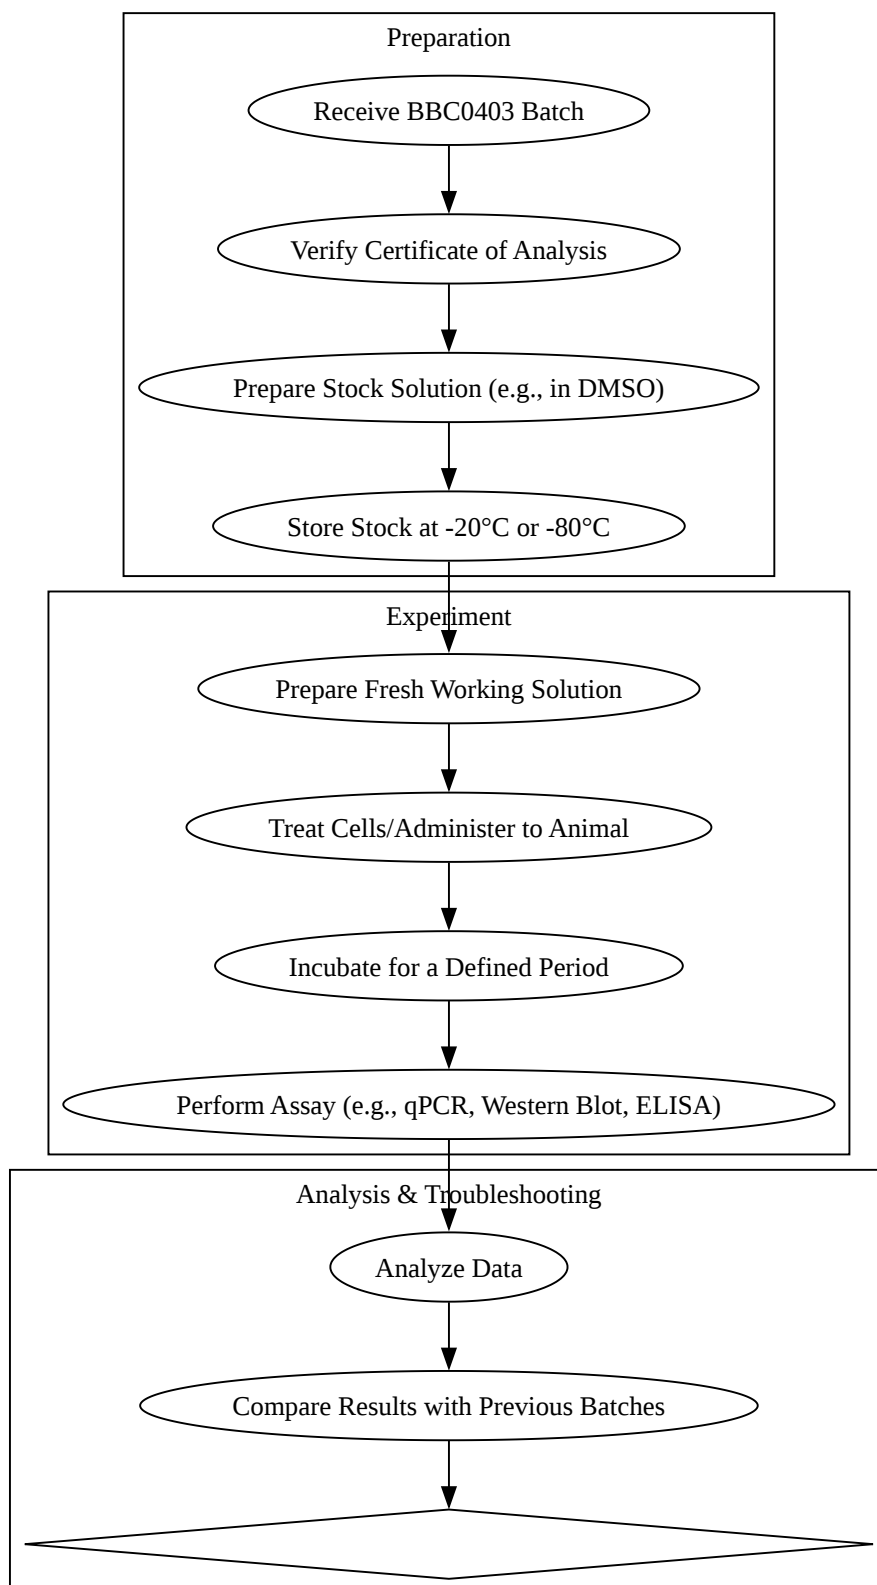 Preparation
Receive BBC0403 Batch
Verify Certificate of Analysis
Prepare Stock Solution (e.g., in DMSO)
Store Stock at -20°C or -80°C
Experiment
Prepare Fresh Working Solution
Treat Cells/Administer to Animal
Incubate for a Defined Period
Perform Assay (e.g., qPCR, Western Blot, ELISA)
Analysis & Troubleshooting
Analyze Data
Compare Results with Previous Batches